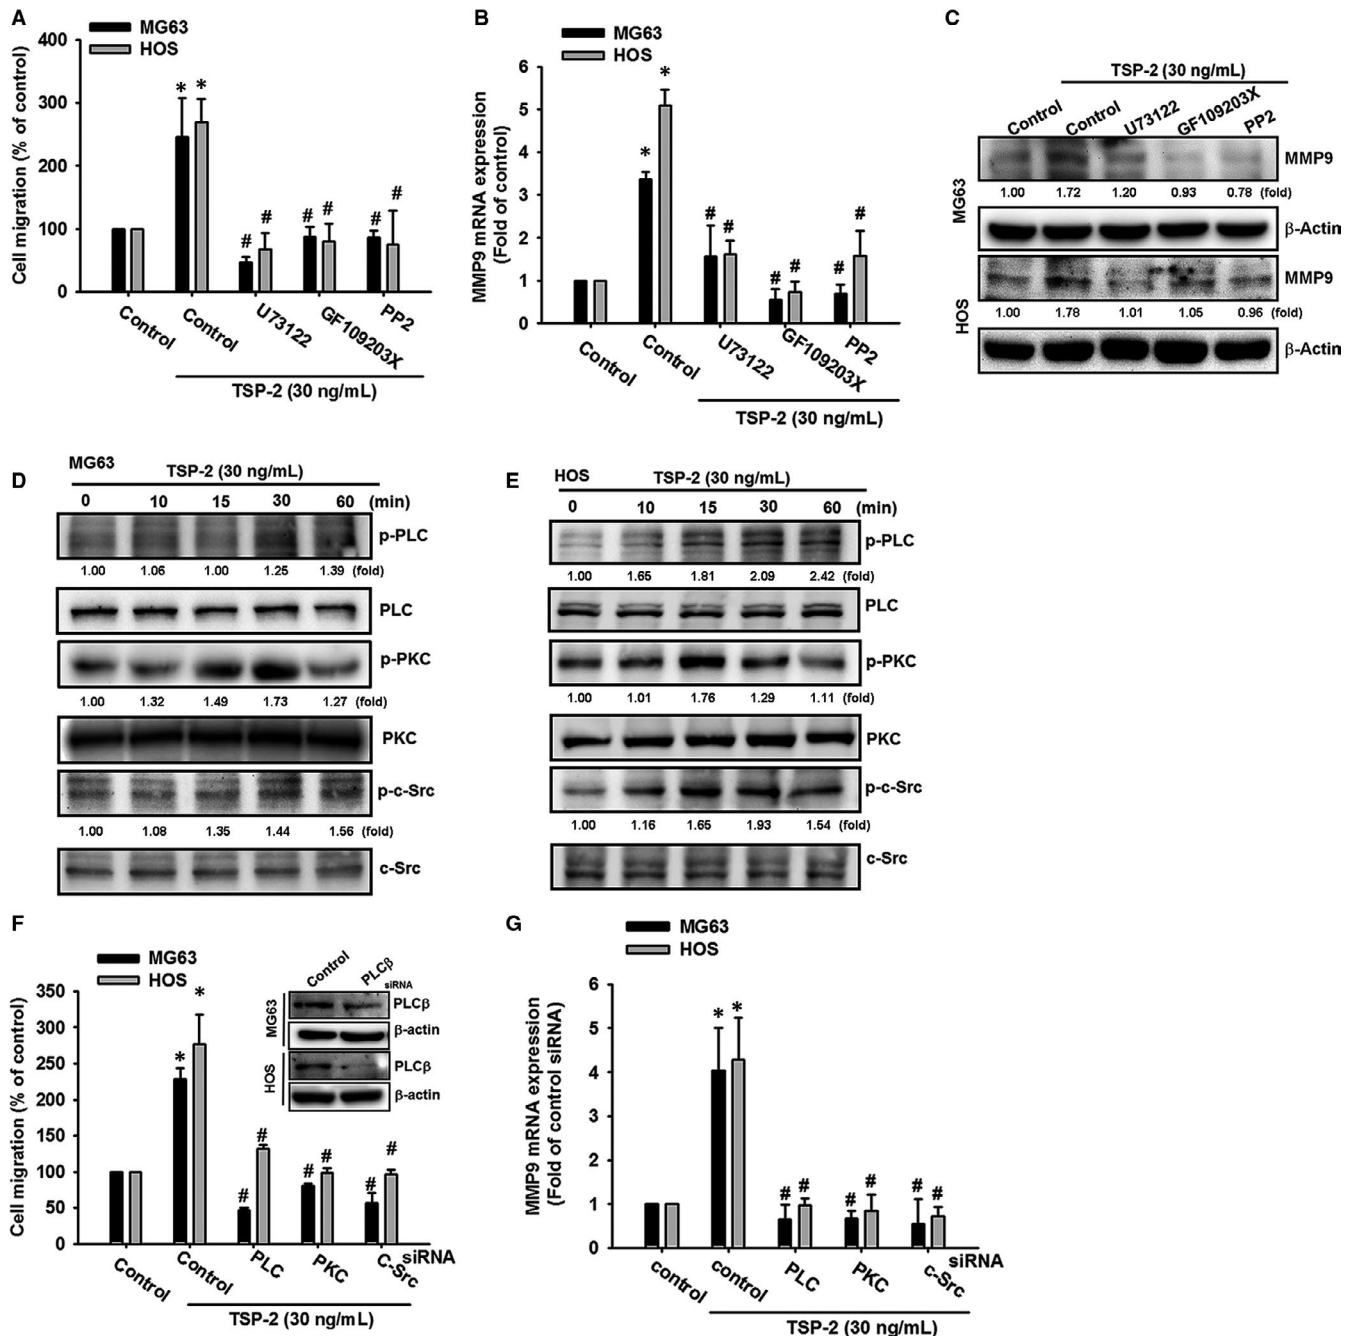 A
MG63
HOS
Cell migration (% of control)
400
300
200
100
0
* *
# # # # # #
Control
Control
U73122
GF109203X
PP2
TSP-2 (30 ng/mL)
B
MG63
HOS
MMP9 mRNA expression
(Fold of control)
6
5
4
3
2
1
0
* *
# # # # # #
Control
Control
U73122
GF109203X
PP2
TSP-2 (30 ng/mL)
C
TSP-2 (30 ng/mL)
Control
Control
U73122
GF109203X
PP2
MG63
MMP9
1.00 1.72 1.20 0.93 0.78 (fold)
β-Actin
HOS
MMP9
1.00 1.78 1.01 1.05 0.96 (fold)
β-Actin
D
MG63
TSP-2 (30 ng/mL)
0 10 15 30 60 (min)
p-PLC
1.00 1.06 1.00 1.25 1.39 (fold)
PLC
p-PKC
1.00 1.32 1.49 1.73 1.27 (fold)
PKC
p-c-Src
1.00 1.08 1.35 1.44 1.56 (fold)
c-Src
E
HOS
TSP-2 (30 ng/mL)
0 10 15 30 60 (min)
p-PLC
1.00 1.65 1.81 2.09 2.42 (fold)
PLC
p-PKC
1.00 1.01 1.76 1.29 1.11 (fold)
PKC
p-c-Src
1.00 1.16 1.65 1.93 1.54 (fold)
c-Src
F
MG63
HOS
Cell migration (% of control)
350
300
250
200
150
100
50
0
* *
# # # # # #
Control
PLCβ
siRNA
MG63
PLCβ
β-actin
HOS
PLCβ
β-actin
Control
Control
PLC
PKC
C-Src
siRNA
TSP-2 (30 ng/mL)
G
MG63
HOS
MMP9 mRNA expression
(Fold of control siRNA)
6
5
4
3
2
1
0
* *
# # # # # #
control
control
PLC
PKC
c-Src
siRNA
TSP-2 (30 ng/mL)